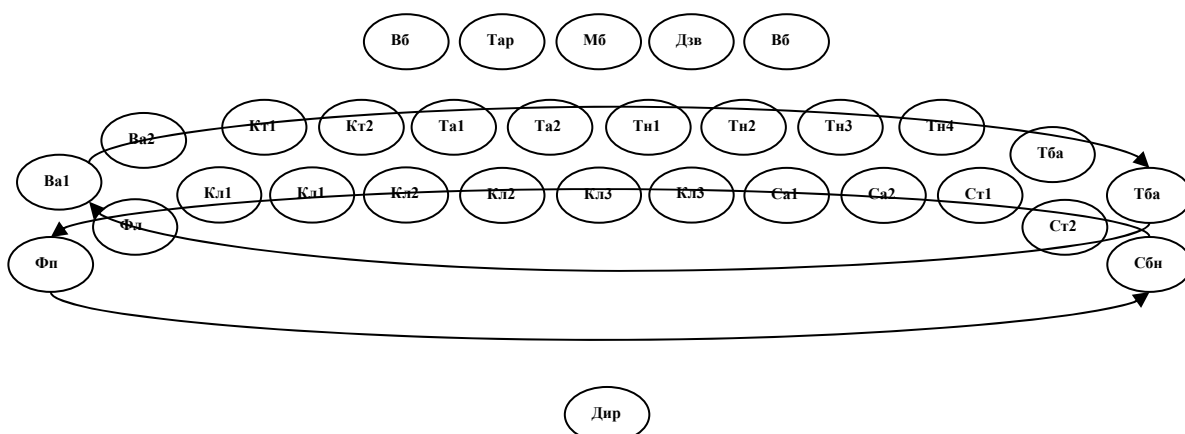 Вб Тар Мб Дзв Вб
Ва2 Кт1 Кт2 Та1 Та2 Тн1 Тн2 Тн3 Тн4 Тба
Ва1 Кл1 Кл1 Кл2 Кл2 Кл3 Кл3 Са1 Са2 Ст1 Тба
Фл Ст2
Фп Сбн
Дир